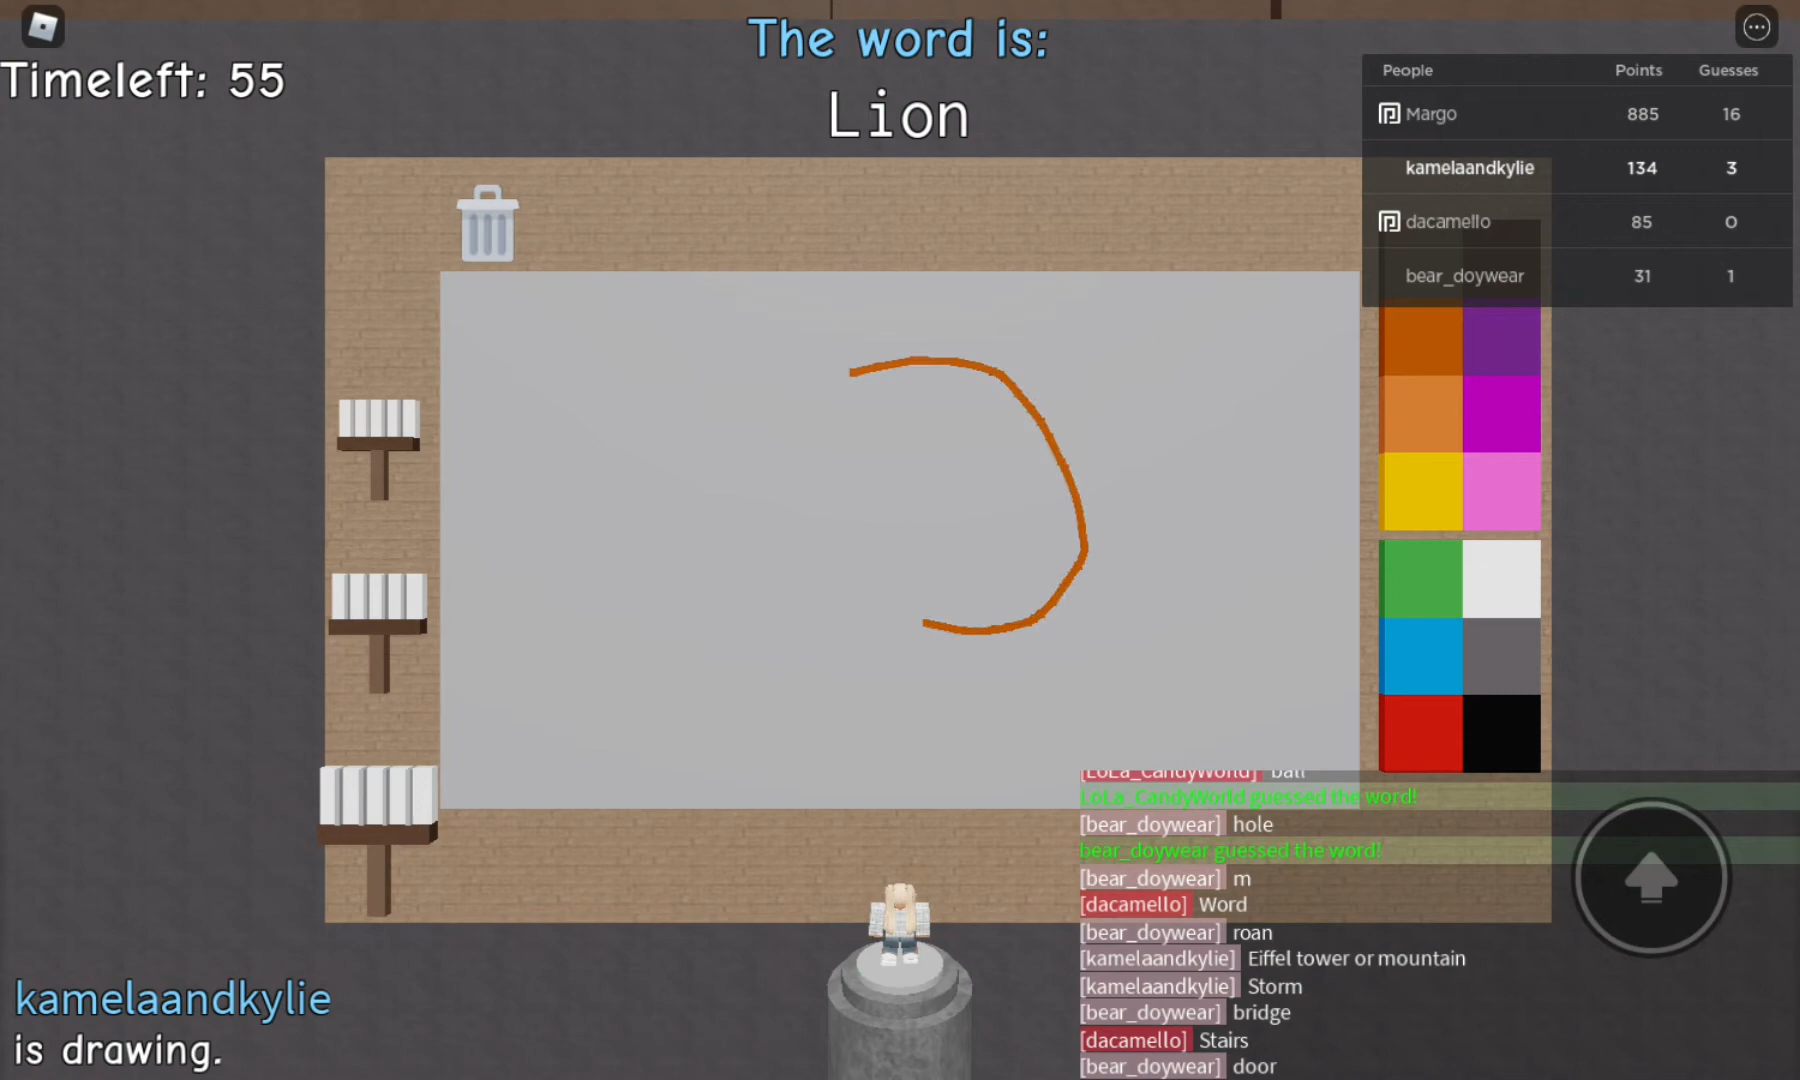 The word is:
Lion
Timeleft: 55
People Points Guesses
Margo 885 16
kamelaandkylie 134 3
dacamello 85 0
bear_doywear 31 1
[LoLa_CandyWorld] ball
LoLa_CandyWorld guessed the word!
[bear_doywear] hole
bear_doywear guessed the word!
[bear_doywear] m
[dacamello] Word
[bear_doywear] roan
[kamelaandkylie] Eiffel tower or mountain
[kamelaandkylie] Storm
[bear_doywear] bridge
[dacamello] Stairs
[bear_doywear] door
kamelaandkylie
is drawing.